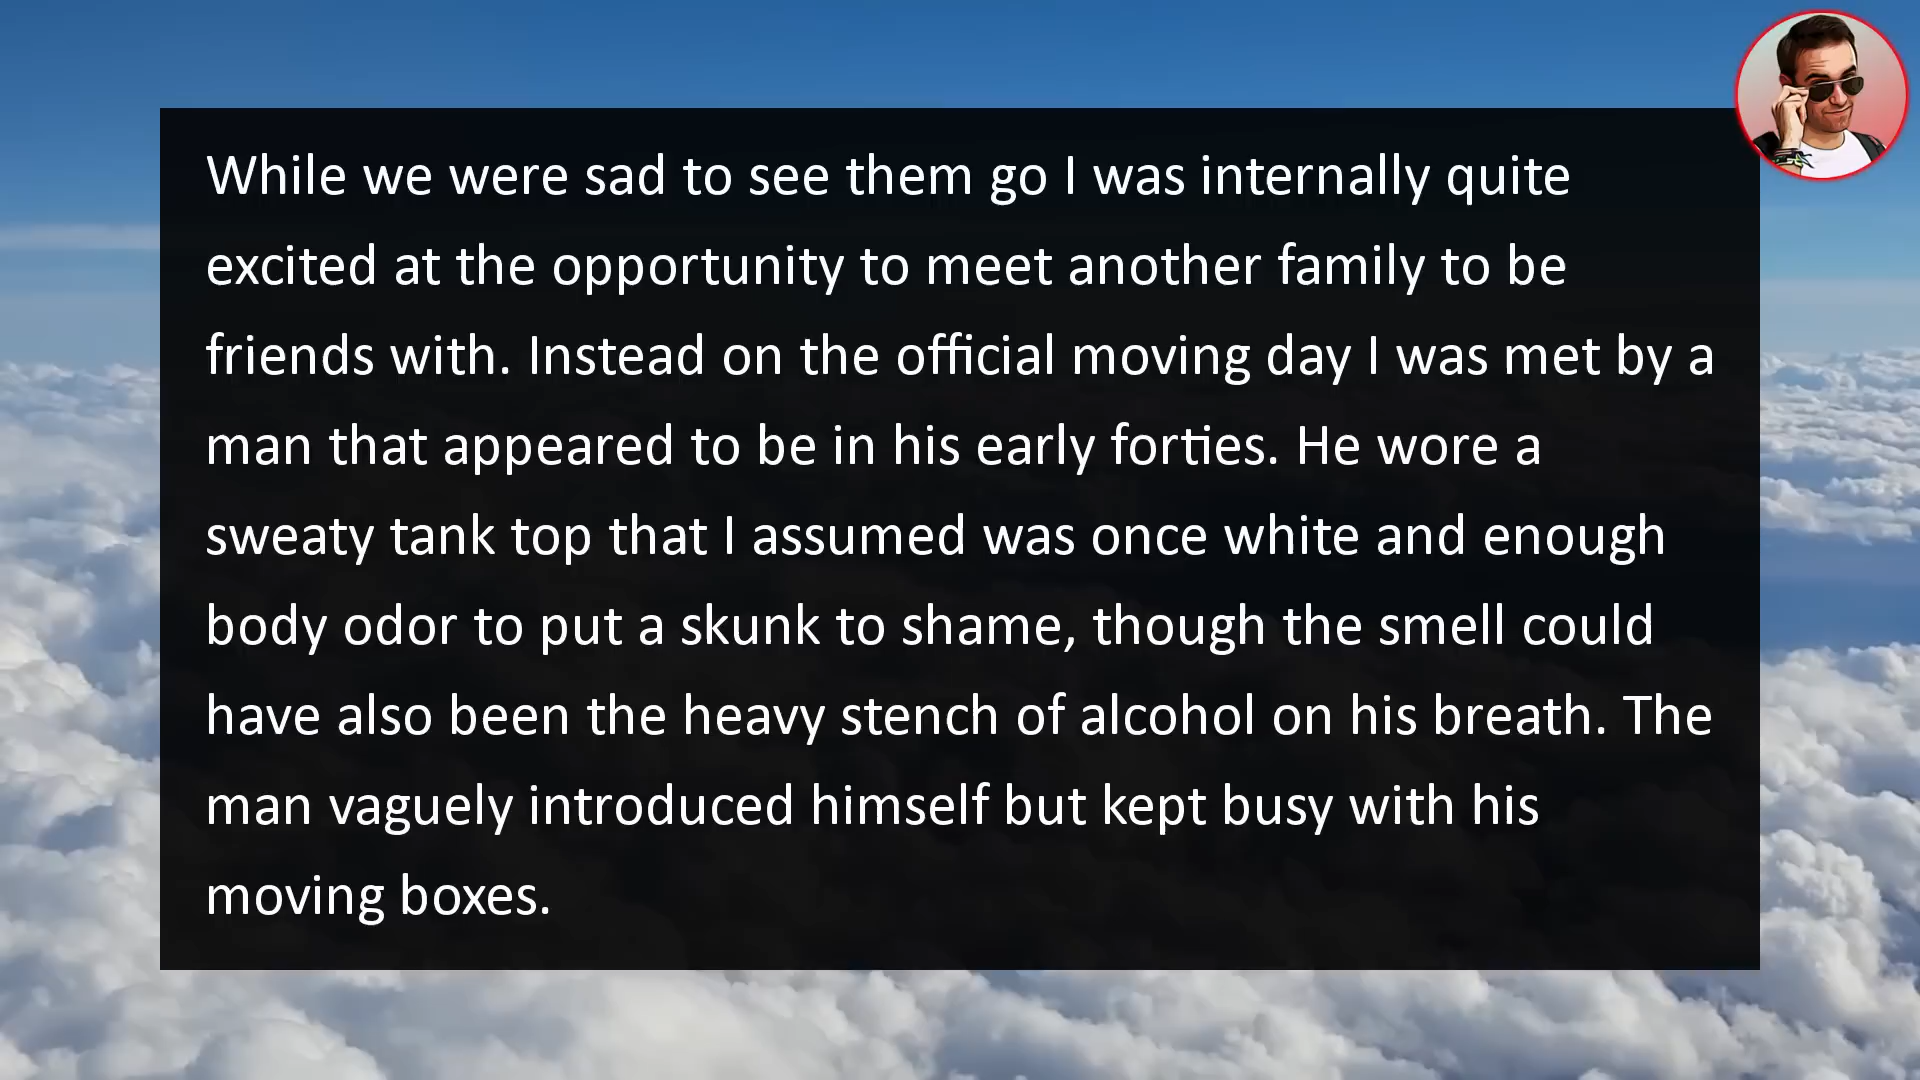 While we were sad to see them go I was internally quite
excited at the opportunity to meet another family to be
friends with. Instead on the official moving day I was met by a
man that appeared to be in his early forties. He wore a
sweaty tank top that I assumed was once white and enough
body odor to put a skunk to shame, though the smell could
have also been the heavy stench of alcohol on his breath. The
man vaguely introduced himself but kept busy with his
moving boxes.